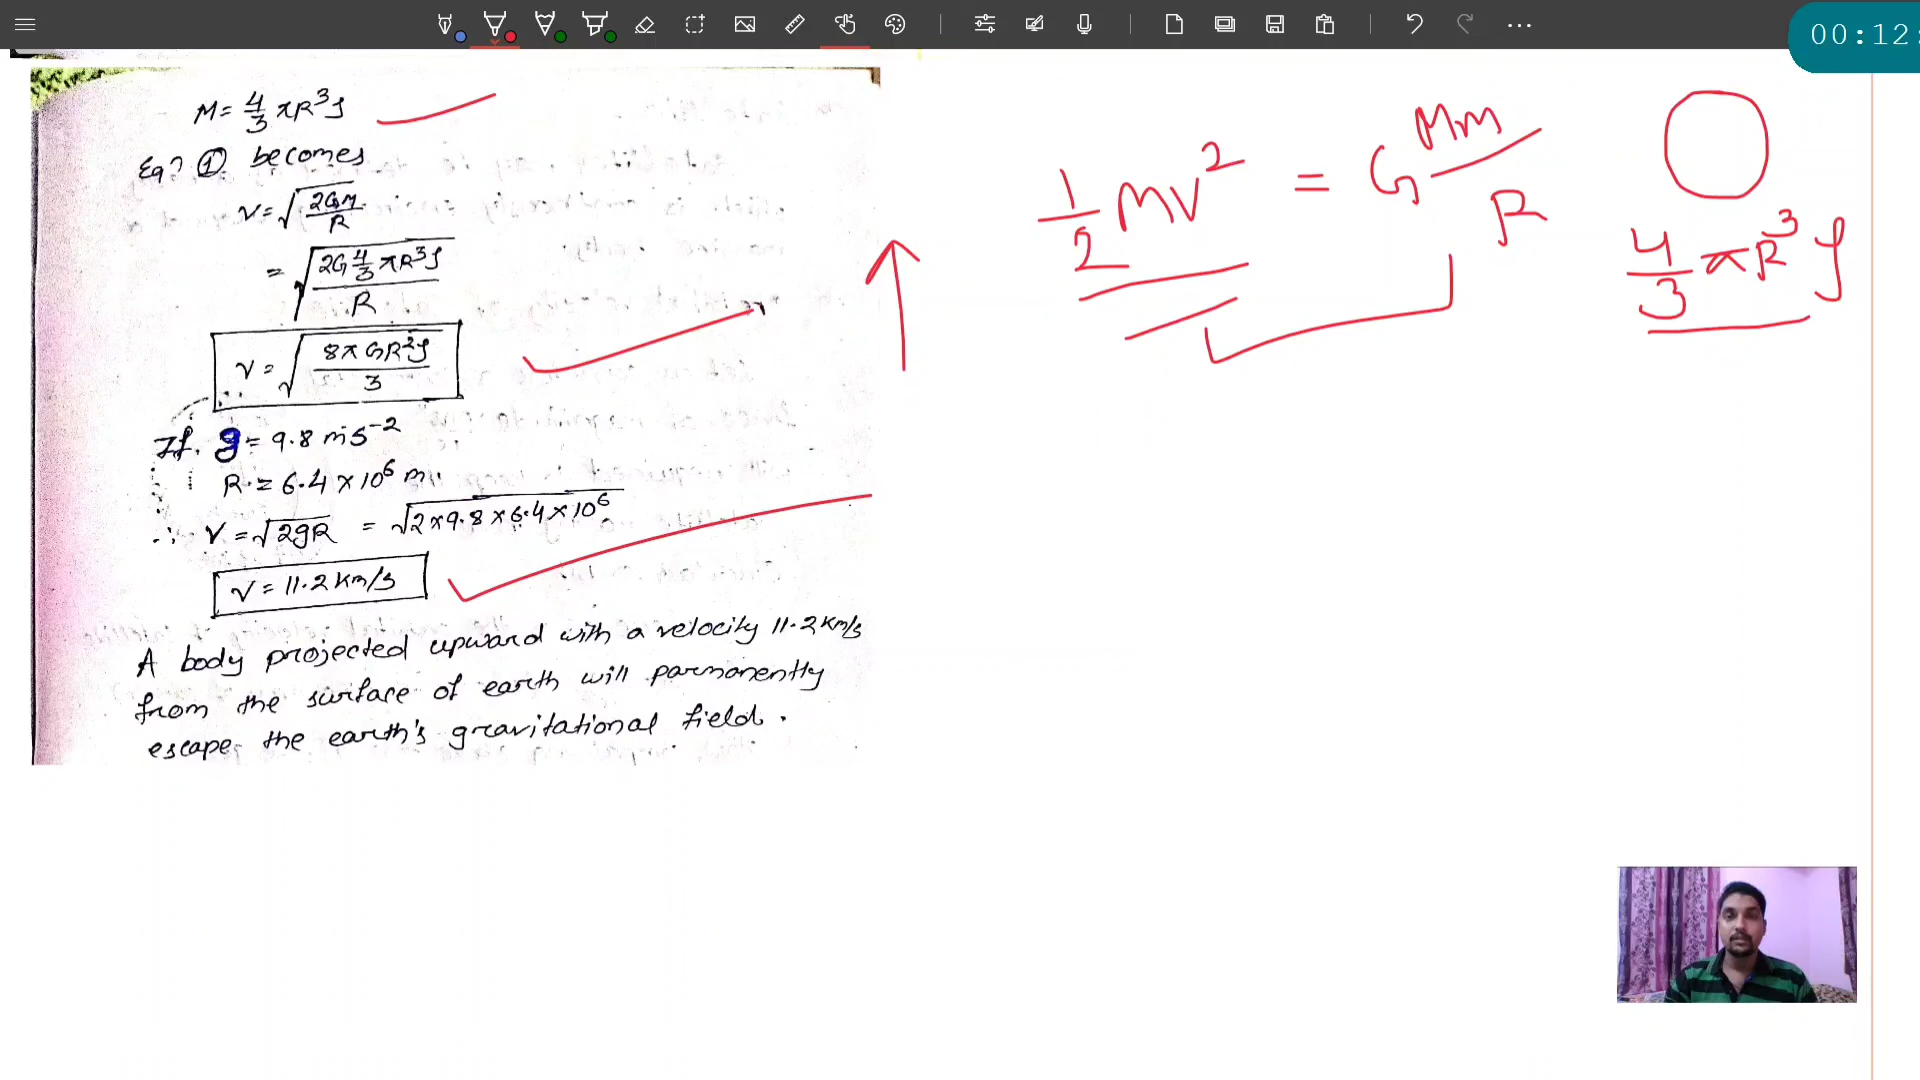 00:12:
M = 4/3 πR³ρ
Eqⁿ ① becomes
v = √(2GM/R)
= √(2G 4/3 πR³ρ / R)
v = √(8πGR²ρ / 3)
If. g = 9.8 ms⁻²
R = 6.4 × 10⁶ m
∴ v = √2gR = √2×9.8×6.4×10⁶
v = 11.2 Km/s
A body projected upward with a velocity 11.2 Km/s
from the surface of earth will parmanently
escape the earth's gravitational field.
1/2 mv² = G Mm/R
4/3 πR³ρ